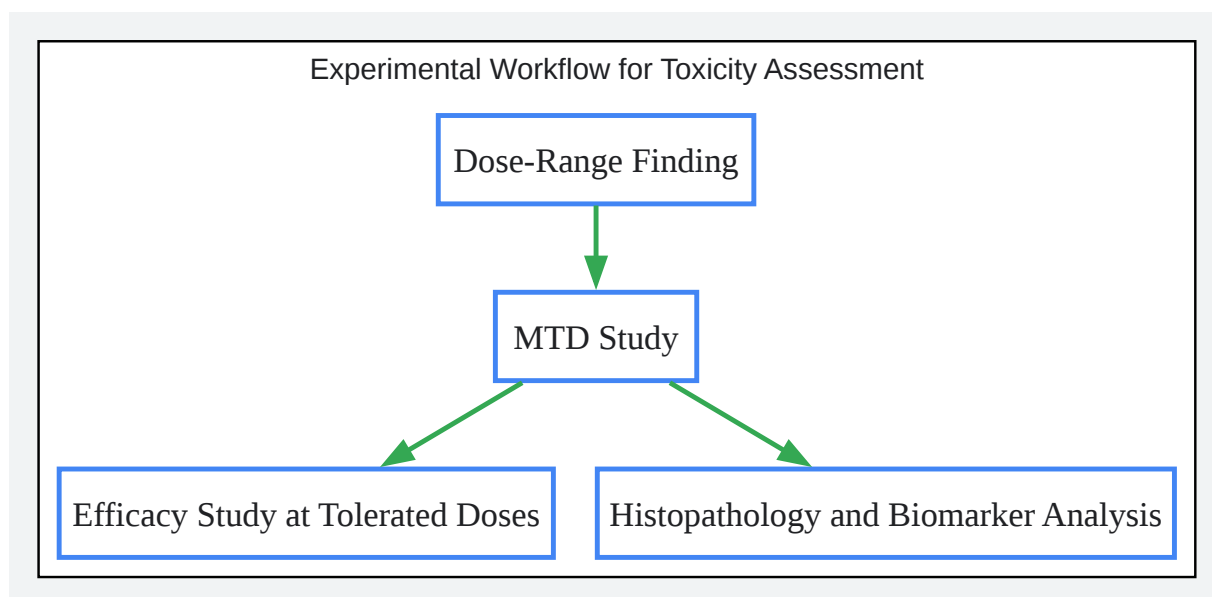 Experimental Workflow for Toxicity Assessment
Dose-Range Finding
MTD Study
Efficacy Study at Tolerated Doses
Histopathology and Biomarker Analysis